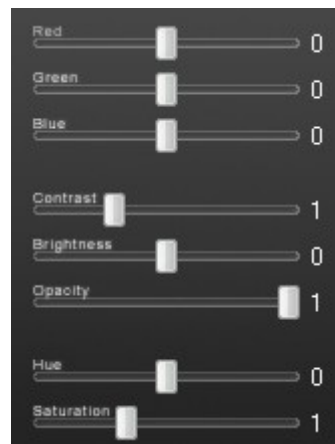 Red 0
Green 0
Blue 0
Contrast 1
Brightness 0
Opacity 1
Hue 0
Saturation 1